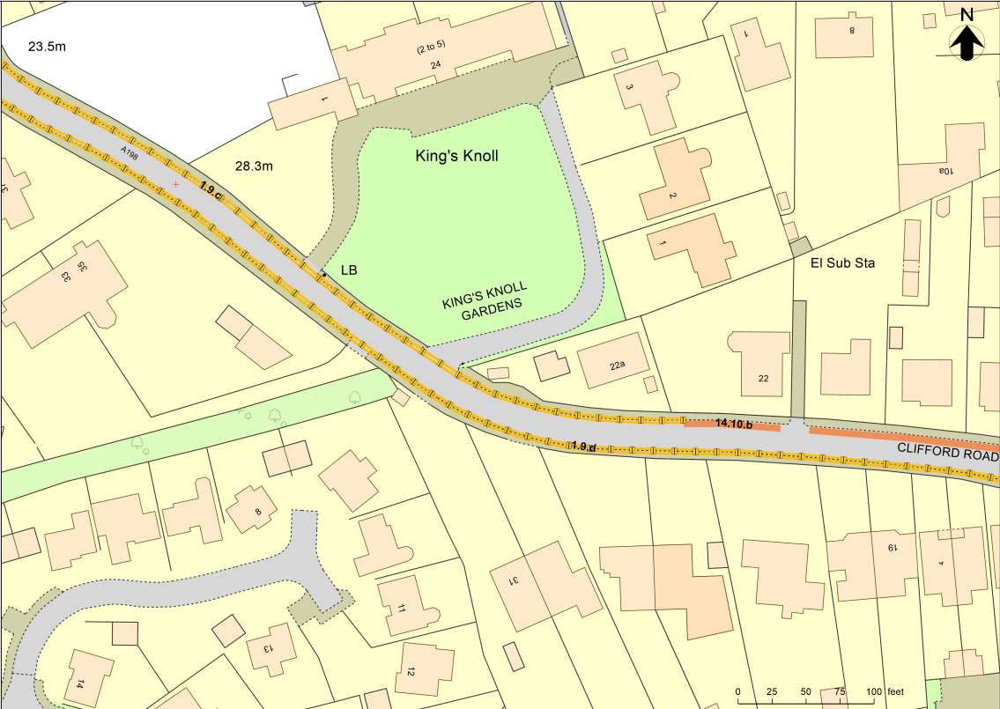 N
23.5m
(2 to 5)
24
1
8
3
1
A198
King's Knoll
28.3m
10a
37
1.9.c
2
1
El Sub Sta
LB
35
33
KING'S KNOLL
GARDENS
22a
22
14.10.b
1.9.d
CLIFFORD ROAD
8
19
4
31
11
13
12
14
0 25 50 75 100 feet